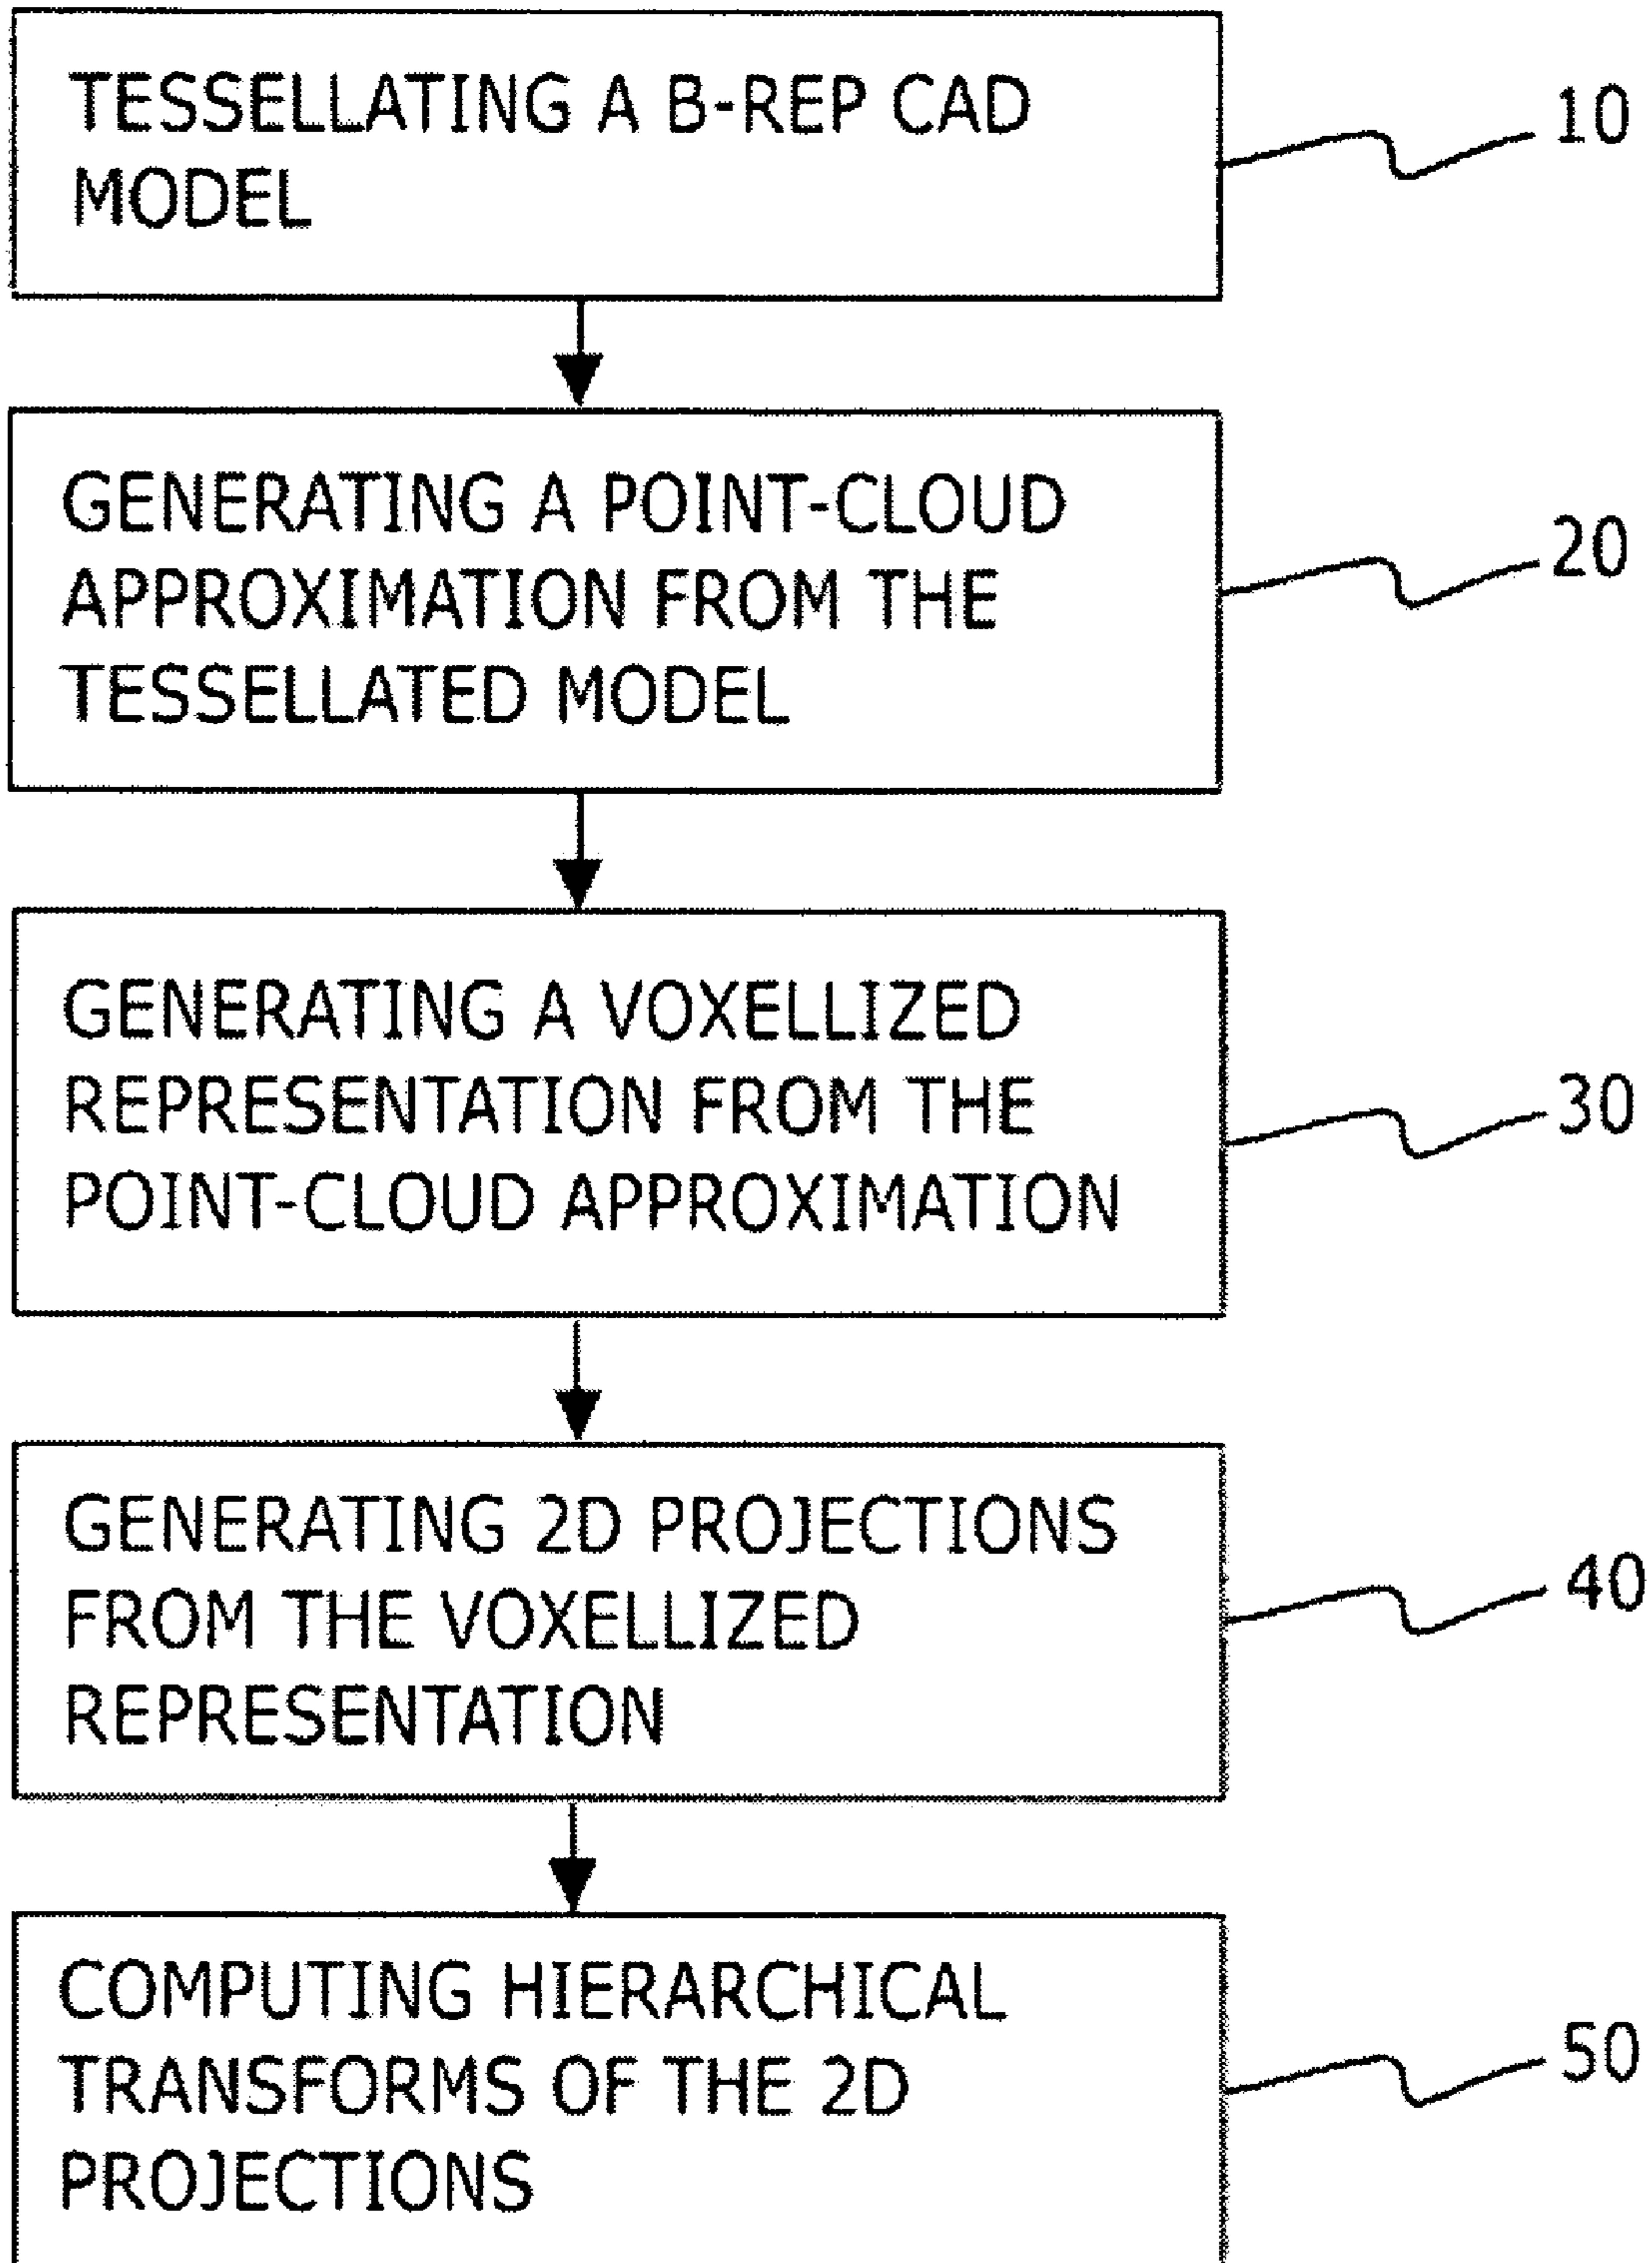 TESSELLATING A B-REP CAD
MODEL
10
GENERATING A POINT-CLOUD
APPROXIMATION FROM THE
TESSELLATED MODEL
20
GENERATING A VOXELLIZED
REPRESENTATION FROM THE
POINT-CLOUD APPROXIMATION
30
GENERATING 2D PROJECTIONS
FROM THE VOXELLIZED
REPRESENTATION
40
COMPUTING HIERARCHICAL
TRANSFORMS OF THE 2D
PROJECTIONS
50